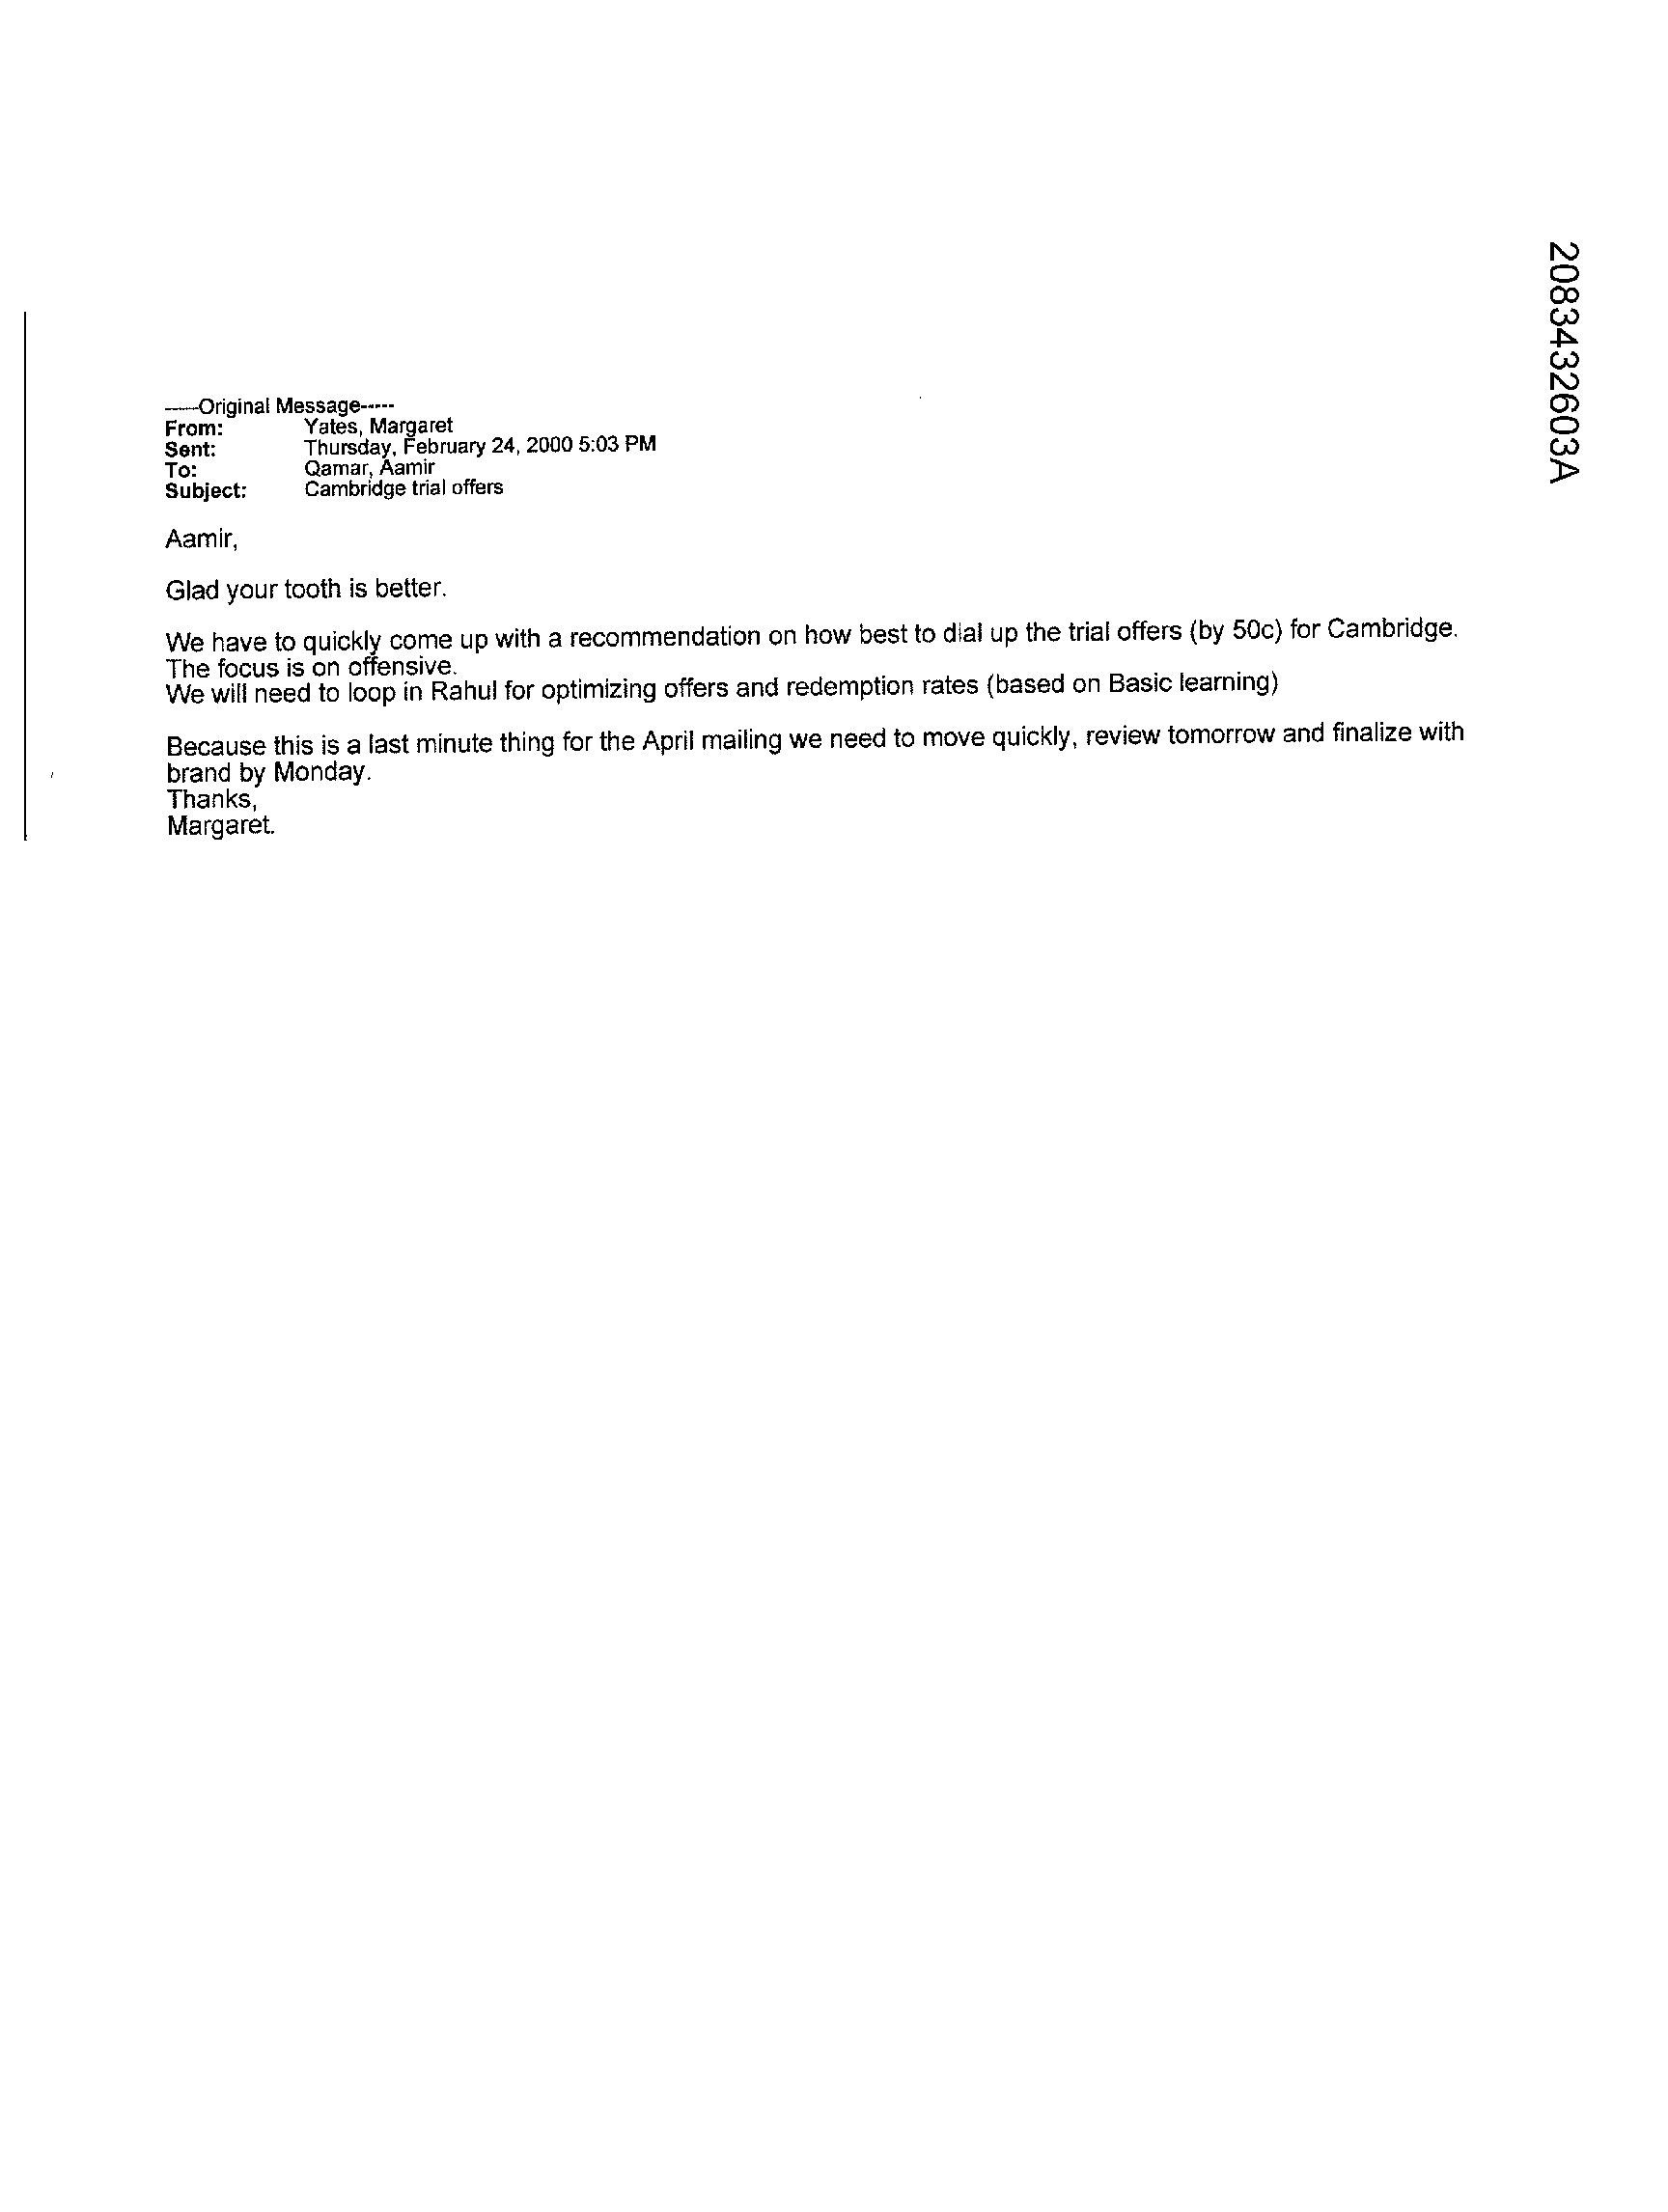 2083432603A
-----Original Message-----
From: Yates, Margaret
Sent: Thursday, February 24, 2000 5:03 PM
To: Qamar, Aamir
Subject: Cambridge trial offers
Aamir,
Glad your tooth is better.
We have to quickly come up with a recommendation on how best to dial up the trial offers (by 50c) for Cambridge.
The focus is on offensive.
We will need to loop in Rahul for optimizing offers and redemption rates (based on Basic learning)
Because this is a last minute thing for the April mailing we need to move quickly, review tomorrow and finalize with
brand by Monday.
Thanks,
Margaret.